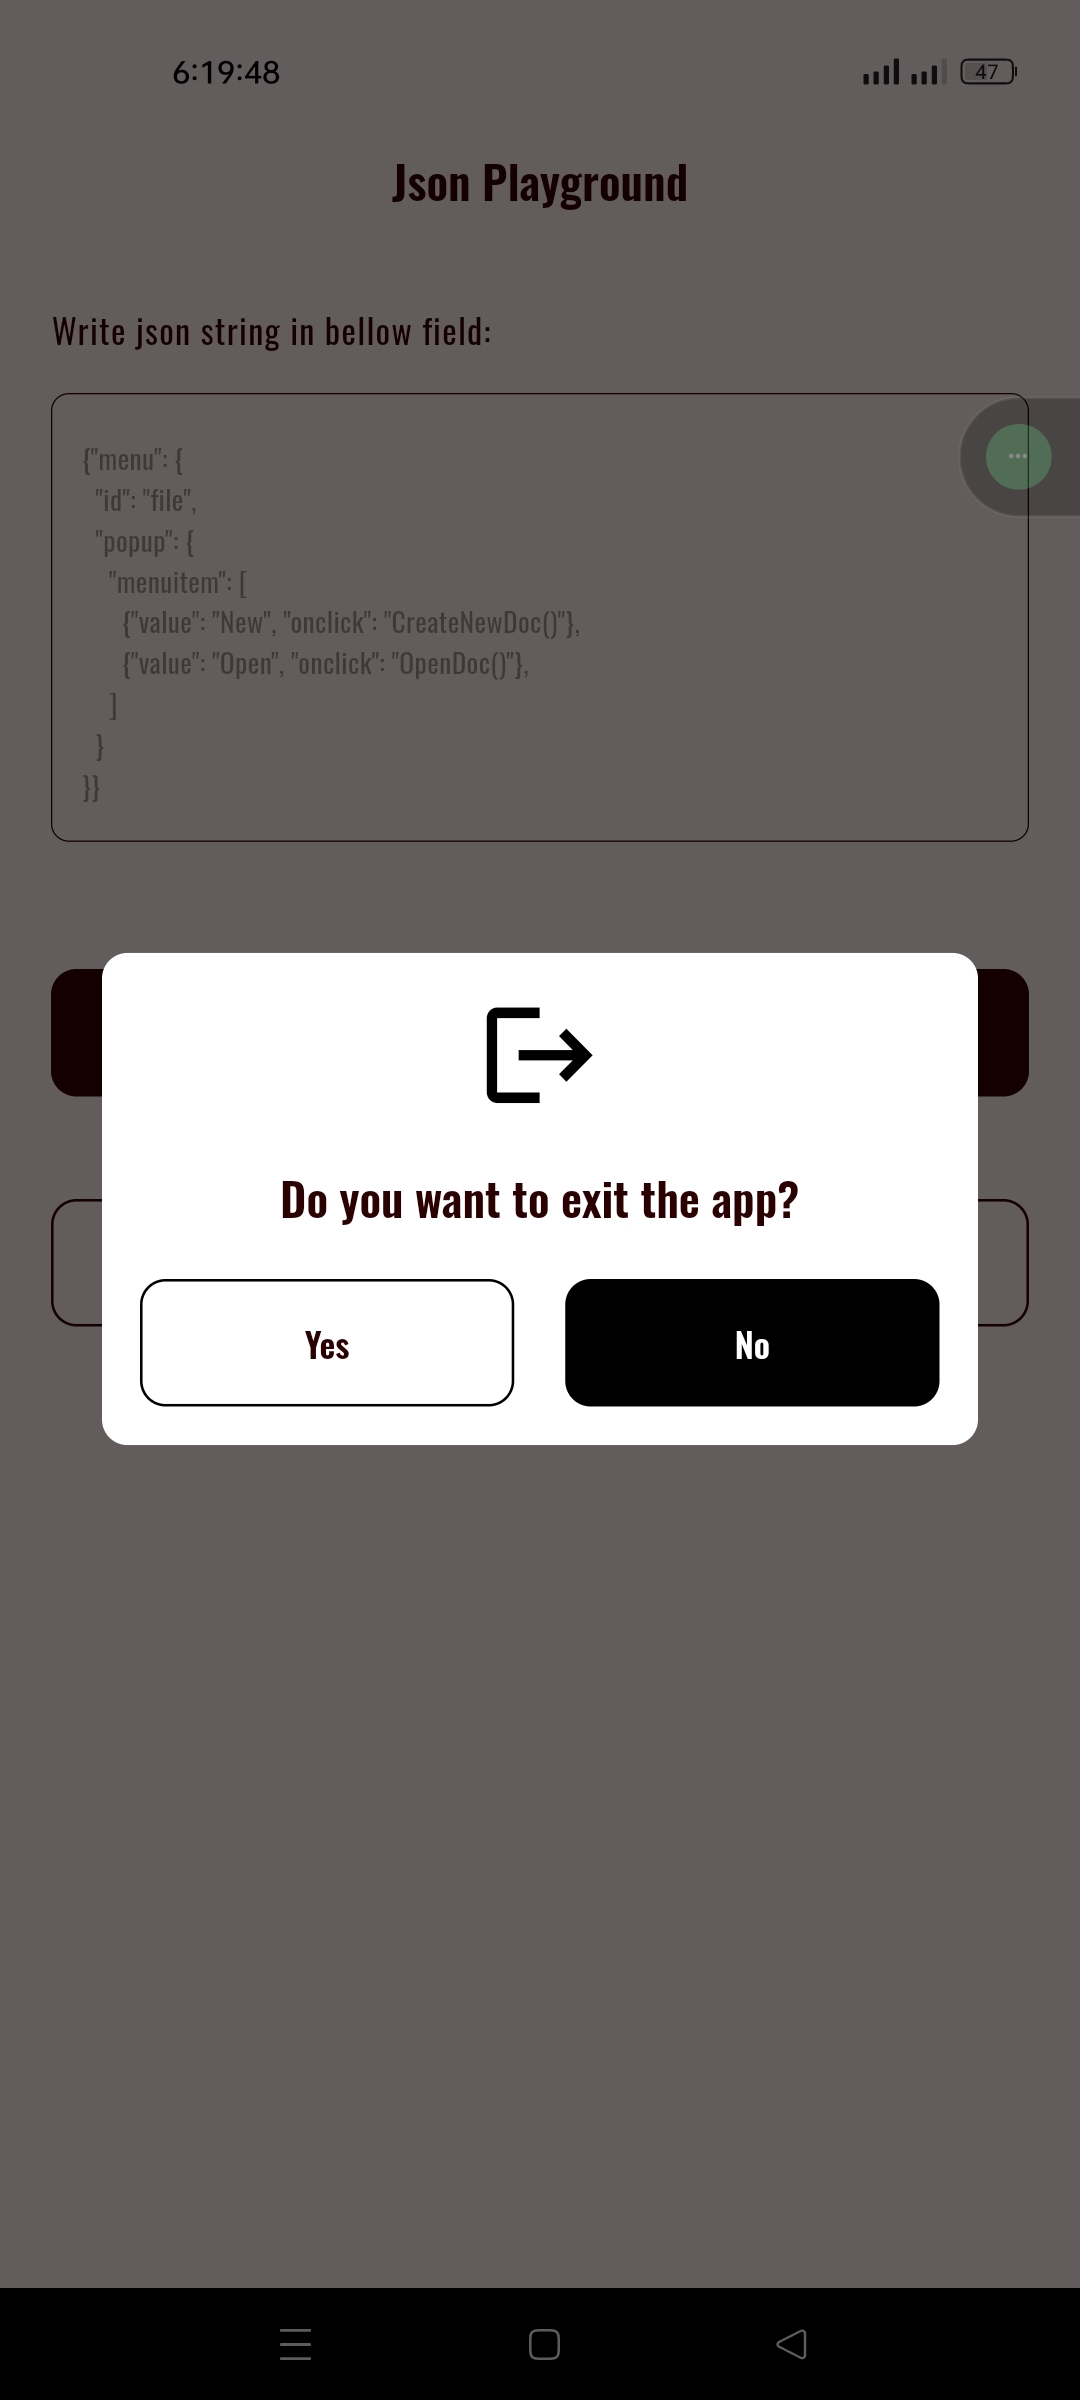 6:19:48
47
Json Playground
Write json string in bellow field:
{"menu": {
"id": "file",
"popup": {
"menuitem": [
{"value": "New", "onclick": "CreateNewDoc()"},
{"value": "Open", "onclick": "OpenDoc()"},
]
}
}}
Do you want to exit the app?
Yes
No